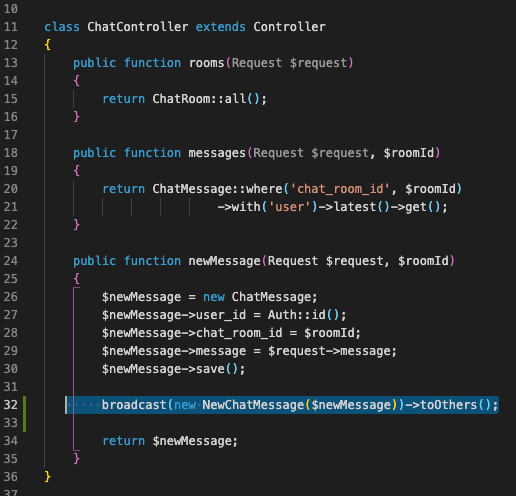 10
11 class ChatController extends Controller
12 {
13     public function rooms(Request $request)
14     {
15         return ChatRoom::all();
16     }
17
18     public function messages(Request $request, $roomId)
19     {
20         return ChatMessage::where('chat_room_id', $roomId)
21                         ->with('user')->latest()->get();
22     }
23
24     public function newMessage(Request $request, $roomId)
25     {
26         $newMessage = new ChatMessage;
27         $newMessage->user_id = Auth::id();
28         $newMessage->chat_room_id = $roomId;
29         $newMessage->message = $request->message;
30         $newMessage->save();
31
32         broadcast(new NewChatMessage($newMessage))->toOthers();
33
34         return $newMessage;
35     }
36 }
37